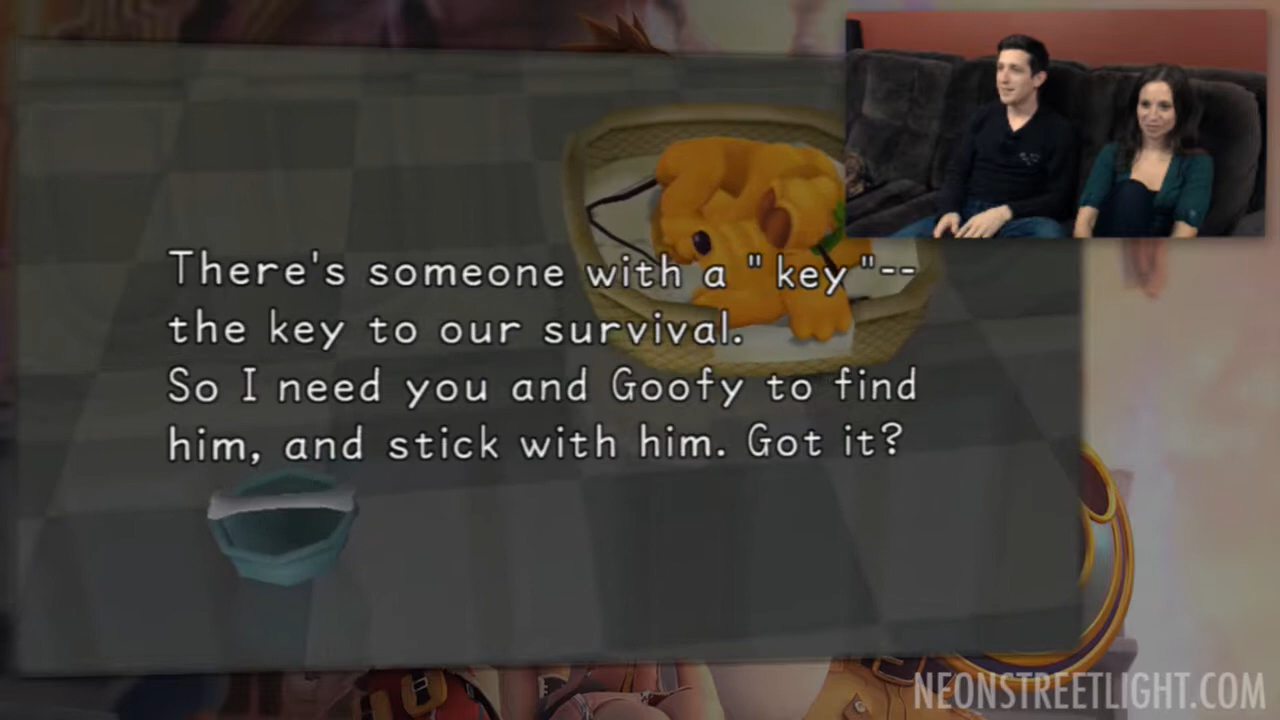 There's someone with a "key"--
the key to our survival.
So I need you and Goofy to find
him, and stick with him. Got it?
NEONSTREETLIGHT.COM